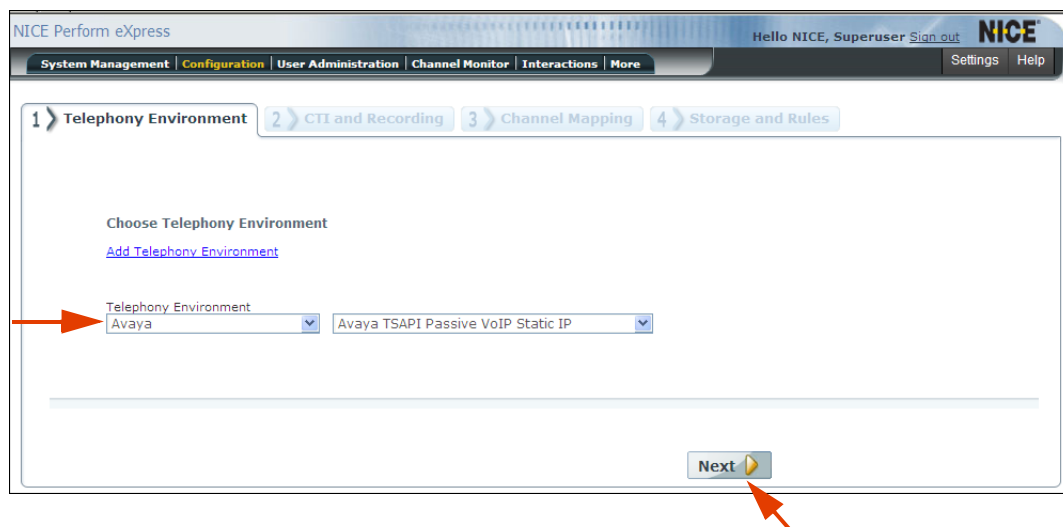 NICE Perform eXpress
Hello NICE, Superuser Sign out NICE
System Management | Configuration | User Administration | Channel Monitor | Interactions | More
Settings Help
1 Telephony Environment 2 CTI and Recording 3 Channel Mapping 4 Storage and Rules
Choose Telephony Environment
Add Telephony Environment
Telephony Environment
Avaya Avaya TSAPI Passive VoIP Static IP
Next